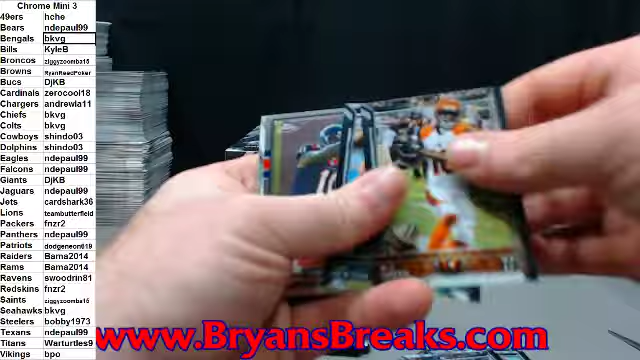 Chrome Mini 3
49ers hche
Bears ndepaul99
Bengals bkvg
Bills KyleB
Broncos ziggyzoomba15
Browns RyanReedPoker
Bucs DjKB
Cardinals zerocool18
Chargers andrewla11
Chiefs bkvg
Colts bkvg
Cowboys shindo03
Dolphins shindo03
Eagles ndepaul99
Falcons ndepaul99
Giants DjKB
Jaguars ndepaul99
Jets cardshark36
Lions teambutterfield
Packers fnzr2
Panthers ndepaul99
Patriots dodgeneon619
Raiders Bama2014
Rams Bama2014
Ravens swoodrin81
Redskins fnzr2
Saints ziggyzoomba15
Seahawks bkvg
Steelers bobby1973
Texans ndepaul99
Titans Warturtles9
Vikings bpo
www.BryansBreaks.com